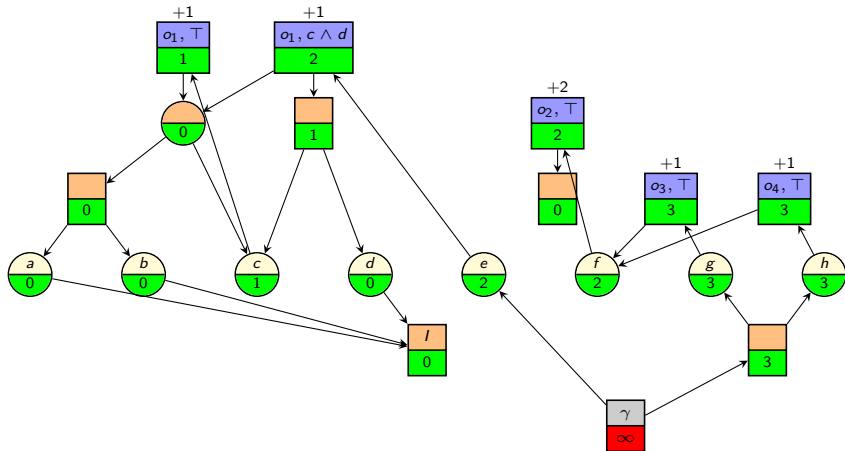 +1
+1
o₁, ⊤
o₁, c ∧ d
1
2
+2
o₂, ⊤
0
1
2
+1
+1
o₃, ⊤
o₄, ⊤
0
0
3
3
a
b
c
d
e
f
g
h
0
0
1
0
2
2
3
3
I
0
3
γ
∞